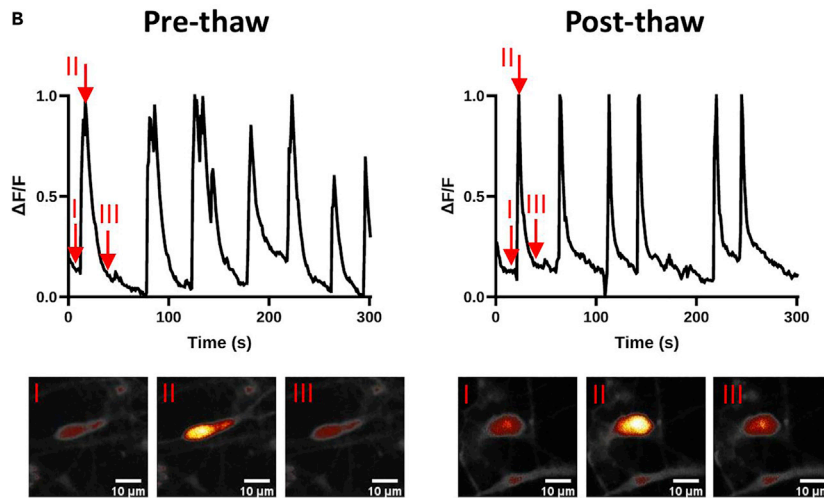 B
Pre-thaw
Post-thaw
II
II
1.0
1.0
ΔF/F
0.5
I
III
ΔF/F
0.5
I
III
0.0
0.0
0
100
200
300
0
100
200
300
Time (s)
Time (s)
I
II
III
I
II
III
10 μm
10 μm
10 μm
10 μm
10 μm
10 μm